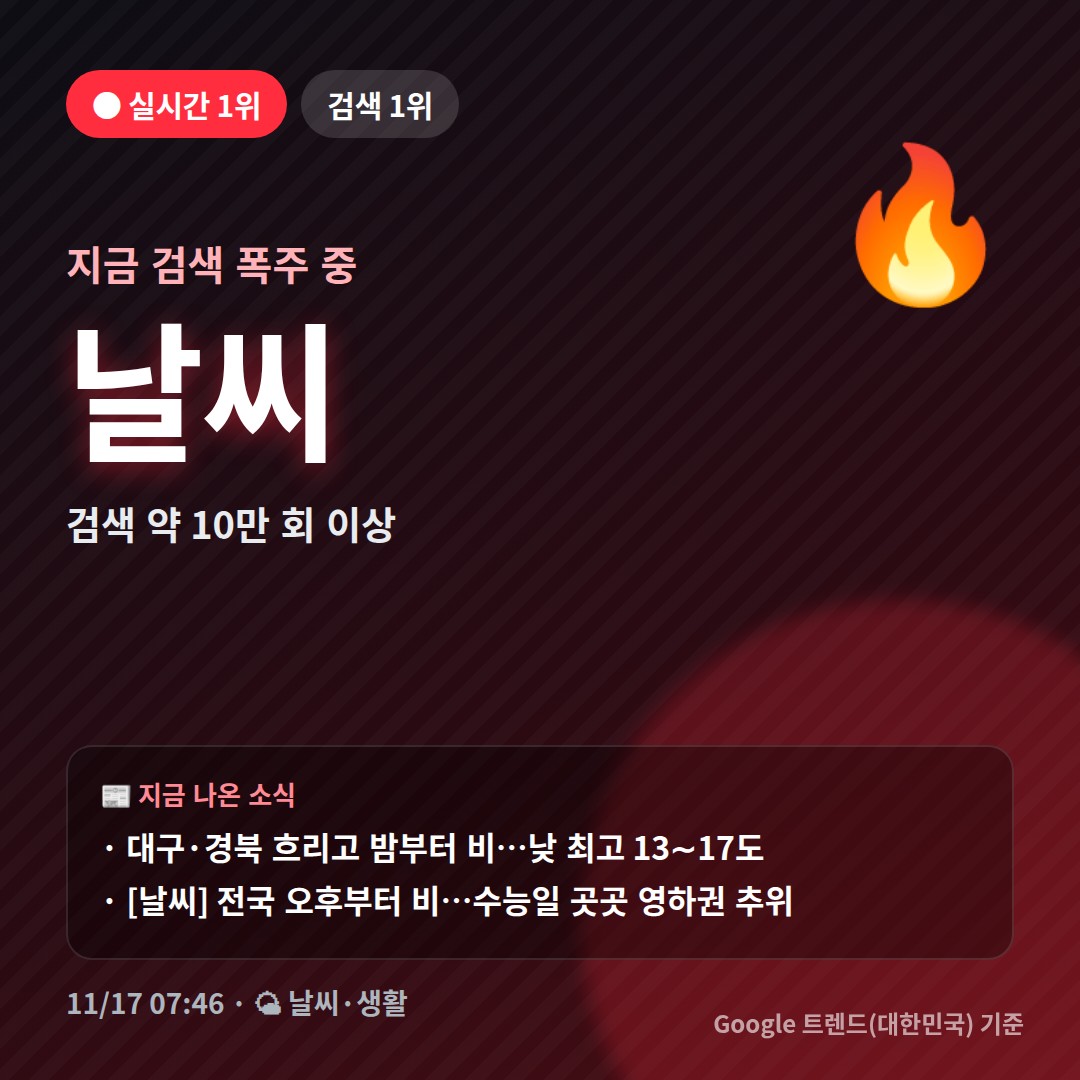 실시간 1위
검색 1위
지금 검색 폭주 중
날씨
검색 약 10만 회 이상
지금 나온 소식
· 대구·경북 흐리고 밤부터 비…낮 최고 13~17도
· [날씨] 전국 오후부터 비…수능일 곳곳 영하권 추위
11/17 07:46 · 날씨·생활
Google 트렌드(대한민국) 기준